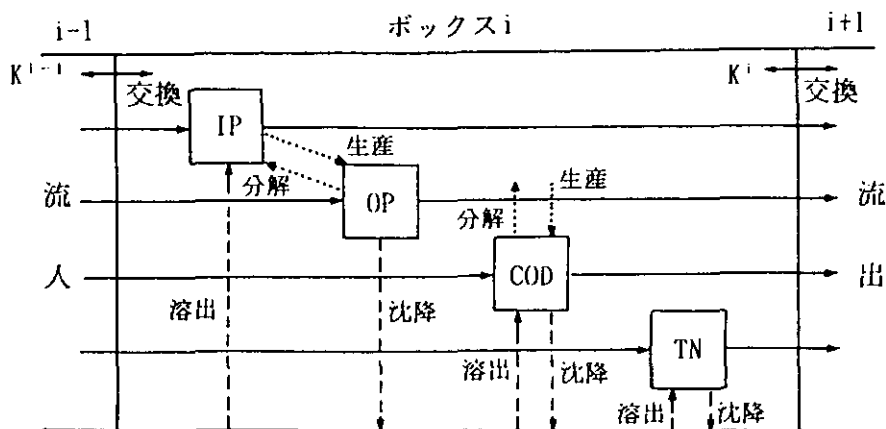 i-1 ボックスi i+1
K^{i-1} K^i
交換 交換
IP
生産
分解
流 OP 生産 流
分解
人 COD 出
溶出 沈降
TN
溶出 沈降
溶出 沈降